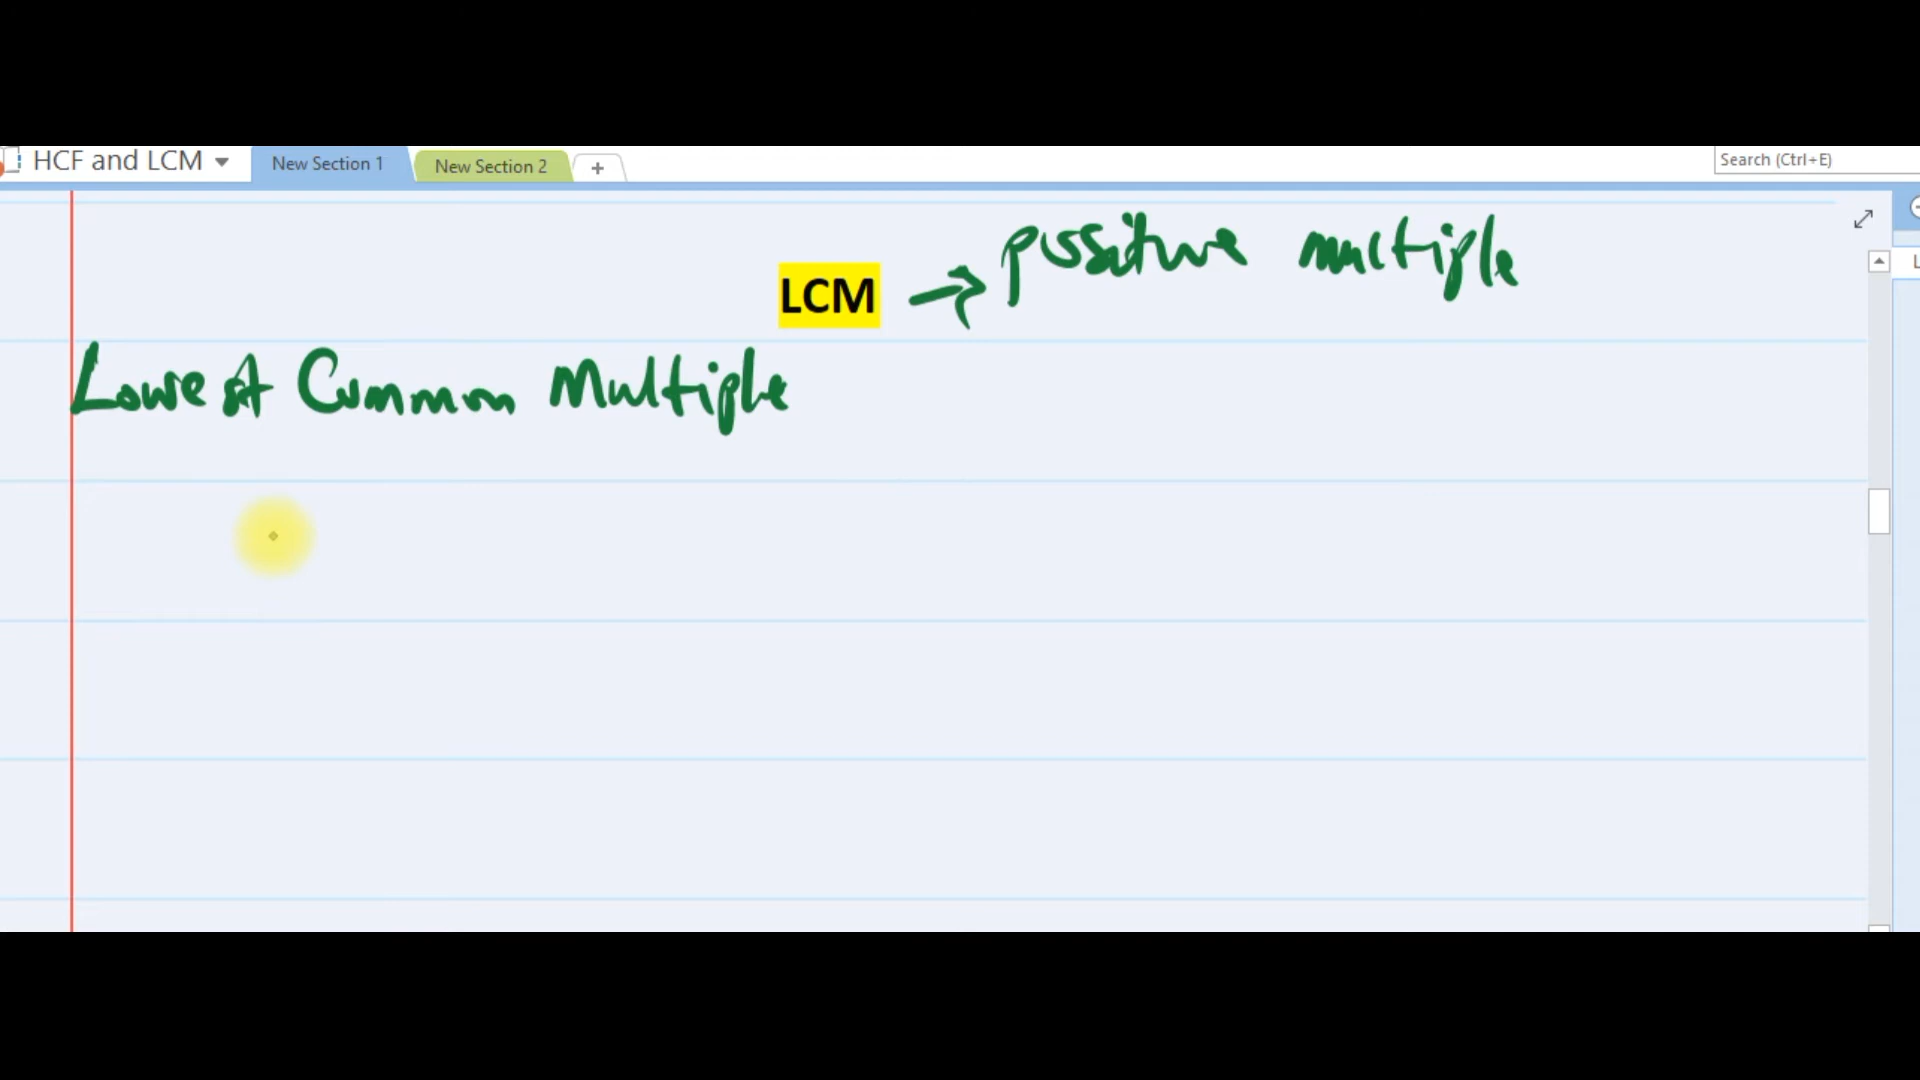 HCF and LCM
New Section 1
New Section 2
+
Search (Ctrl+E)
LCM → positive multiple
Lowest Common Multiple